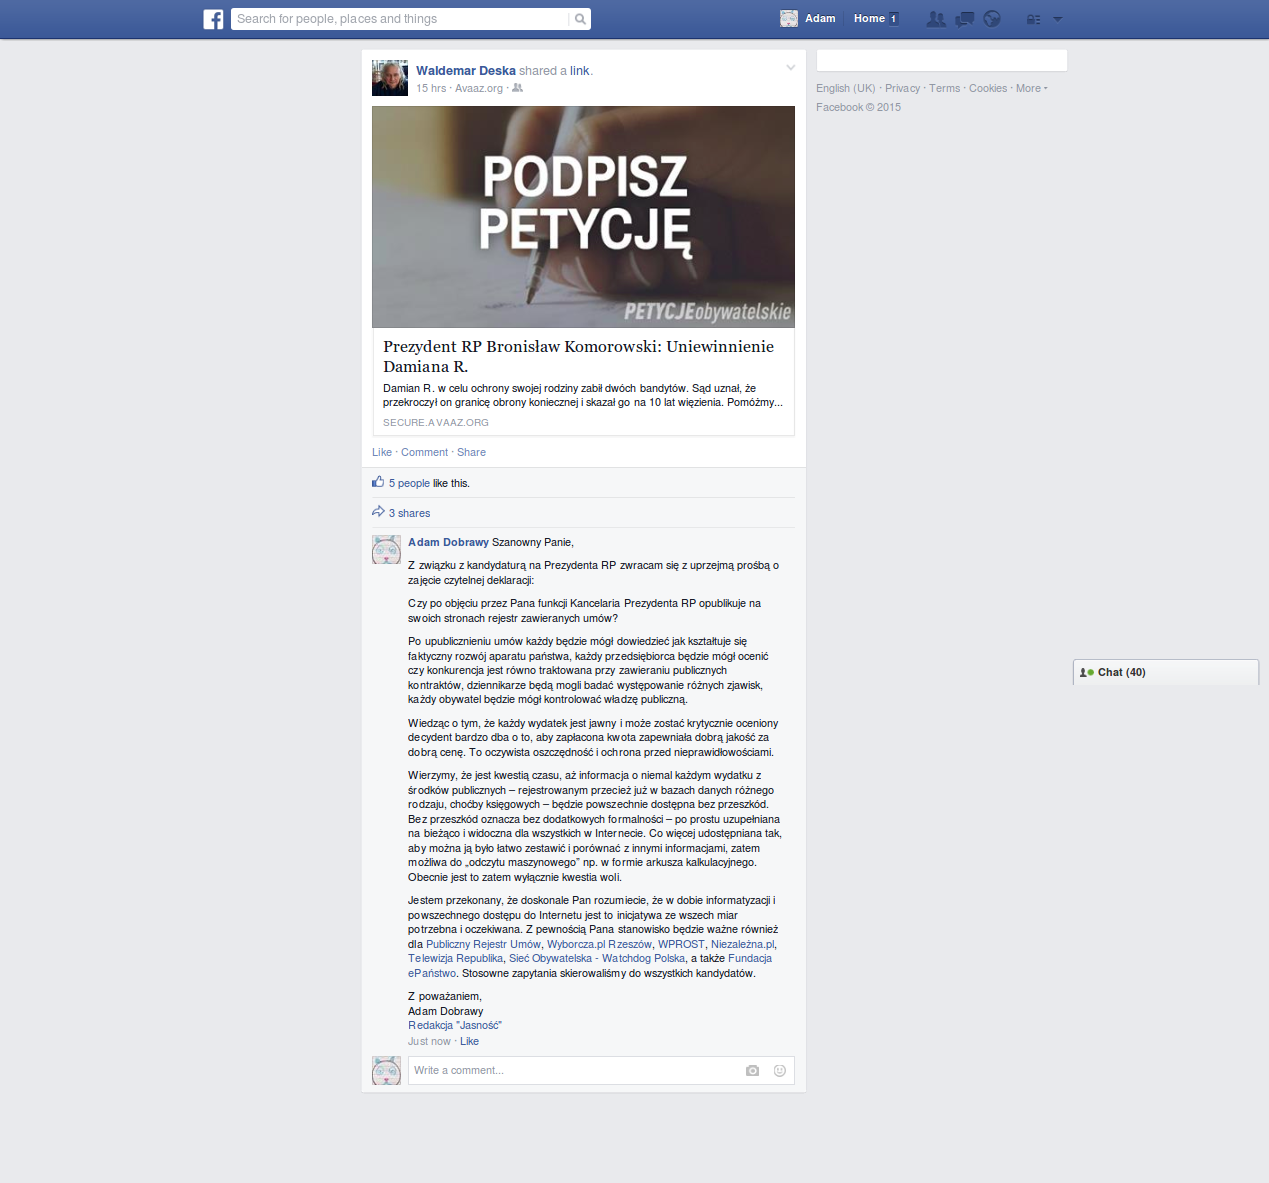 Search for people, places and things
Adam
Home 1
Waldemar Deska shared a link.
15 hrs · Avaaz.org ·
PODPISZ
PETYCJĘ
PETYCJEobywatelskie
Prezydent RP Bronisław Komorowski: Uniewinnienie
Damiana R.
Damian R. w celu ochrony swojej rodziny zabił dwóch bandytów. Sąd uznał, że
przekroczył on granicę obrony koniecznej i skazał go na 10 lat więzienia. Pomóżmy...
SECURE.AVAAZ.ORG
Like · Comment · Share
5 people like this.
3 shares
Adam Dobrawy Szanowny Panie,
Z związku z kandydaturą na Prezydenta RP zwracam się z uprzejmą prośbą o
zajęcie czytelnej deklaracji:
Czy po objęciu przez Pana funkcji Kancelaria Prezydenta RP opublikuje na
swoich stronach rejestr zawieranych umów?
Po upublicznieniu umów każdy będzie mógł dowiedzieć jak kształtuje się
faktyczny rozwój aparatu państwa, każdy przedsiębiorca będzie mógł ocenić
czy konkurencja jest równo traktowana przy zawieraniu publicznych
kontraktów, dziennikarze będą mogli badać występowanie różnych zjawisk,
każdy obywatel będzie mógł kontrolować władzę publiczną.
Wiedząc o tym, że każdy wydatek jest jawny i może zostać krytycznie oceniony
decydent bardzo dba o to, aby zapłacona kwota zapewniała dobrą jakość za
dobrą cenę. To oczywista oszczędność i ochrona przed nieprawidłowościami.
Wierzymy, że jest kwestią czasu, aż informacja o niemal każdym wydatku z
środków publicznych – rejestrowanym przecież już w bazach danych różnego
rodzaju, choćby księgowych – będzie powszechnie dostępna bez przeszkód.
Bez przeszkód oznacza bez dodatkowych formalności – po prostu uzupełniana
na bieżąco i widoczna dla wszystkich w Internecie. Co więcej udostępniana tak,
aby można ją było łatwo zestawić i porównać z innymi informacjami, zatem
możliwa do „odczytu maszynowego” np. w formie arkusza kalkulacyjnego.
Obecnie jest to zatem wyłącznie kwestia woli.
Jestem przekonany, że doskonale Pan rozumiecie, że w dobie informatyzacji i
powszechnego dostępu do Internetu jest to inicjatywa ze wszech miar
potrzebna i oczekiwana. Z pewnością Pana stanowisko będzie ważne również
dla Publiczny Rejestr Umów, Wyborcza.pl Rzeszów, WPROST, Niezależna.pl,
Telewizja Republika, Sieć Obywatelska - Watchdog Polska, a także Fundacja
ePaństwo. Stosowne zapytania skierowaliśmy do wszystkich kandydatów.
Z poważaniem,
Adam Dobrawy
Redakcja "Jasność"
Just now · Like
Write a comment...
English (UK) · Privacy · Terms · Cookies · More
Facebook © 2015
Chat (40)